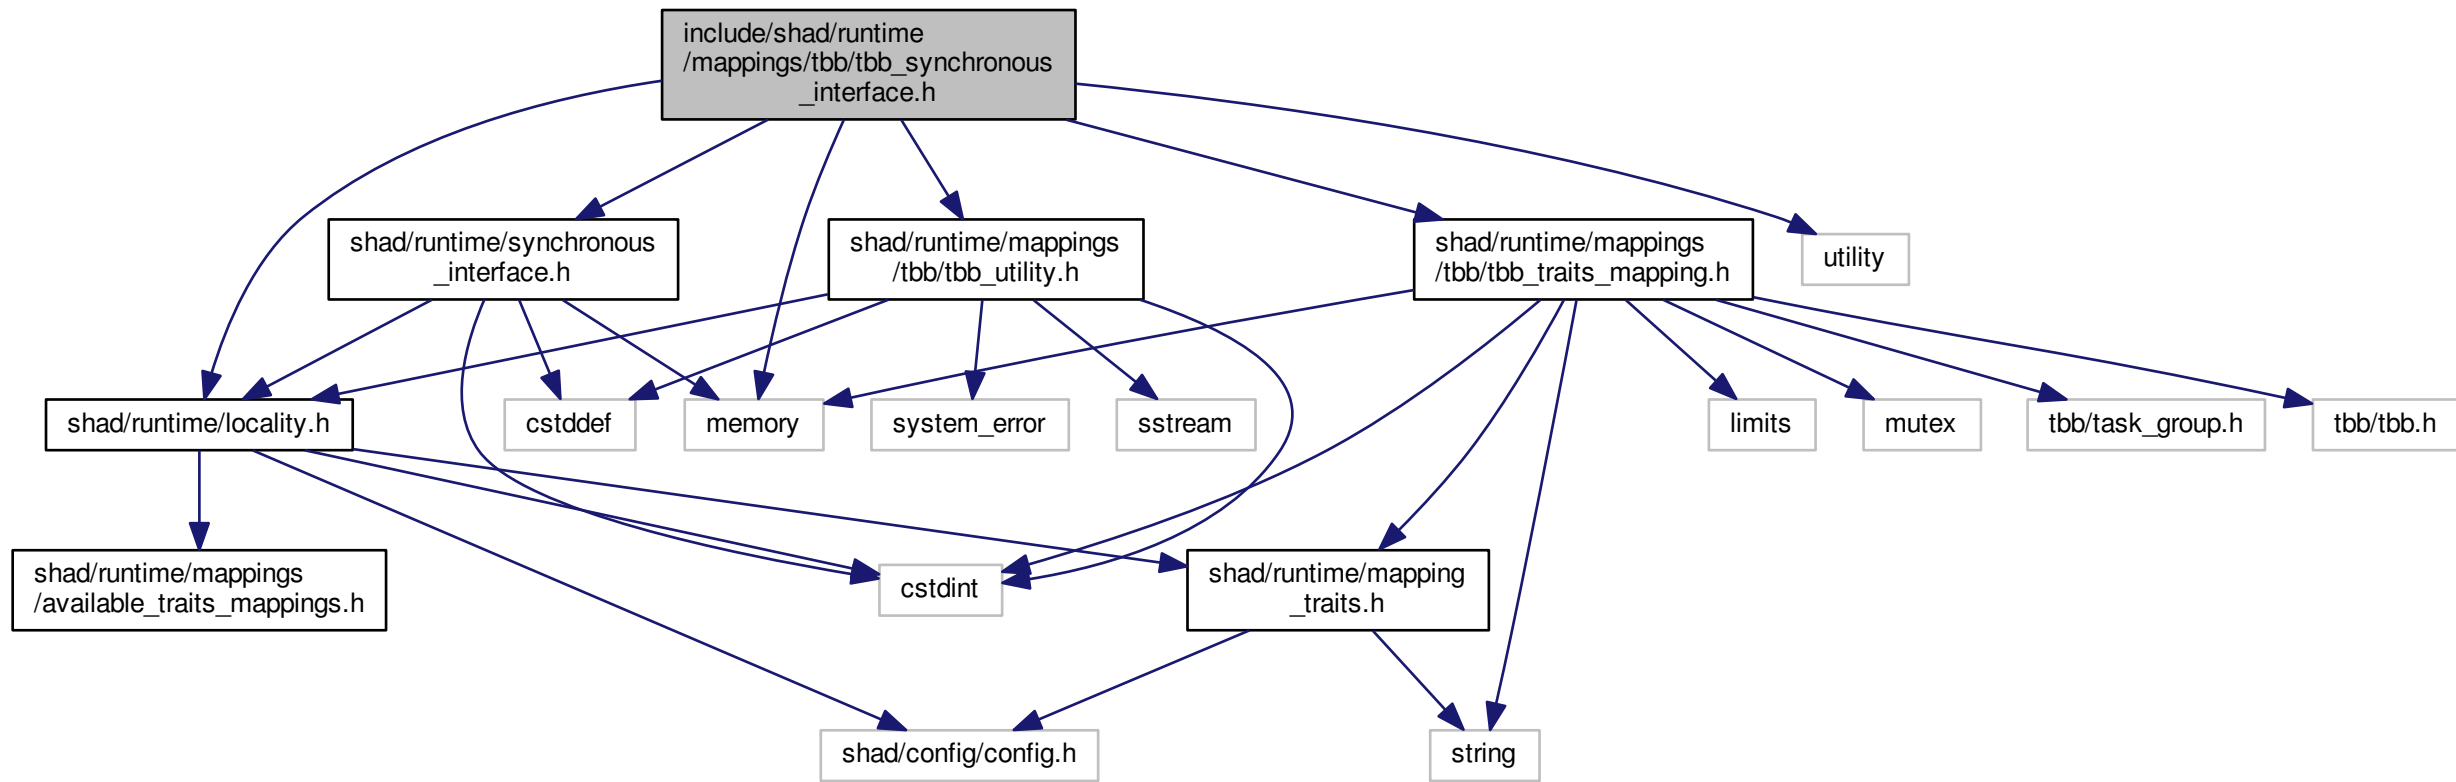 include/shad/runtime
/mappings/tbb/tbb_synchronous
_interface.h
shad/runtime/synchronous
_interface.h
shad/runtime/mappings
/tbb/tbb_utility.h
shad/runtime/mappings
/tbb/tbb_traits_mapping.h
utility
shad/runtime/locality.h
cstddef
memory
system_error
sstream
limits
mutex
tbb/task_group.h
tbb/tbb.h
shad/runtime/mappings
/available_traits_mappings.h
cstdint
shad/runtime/mapping
_traits.h
shad/config/config.h
string